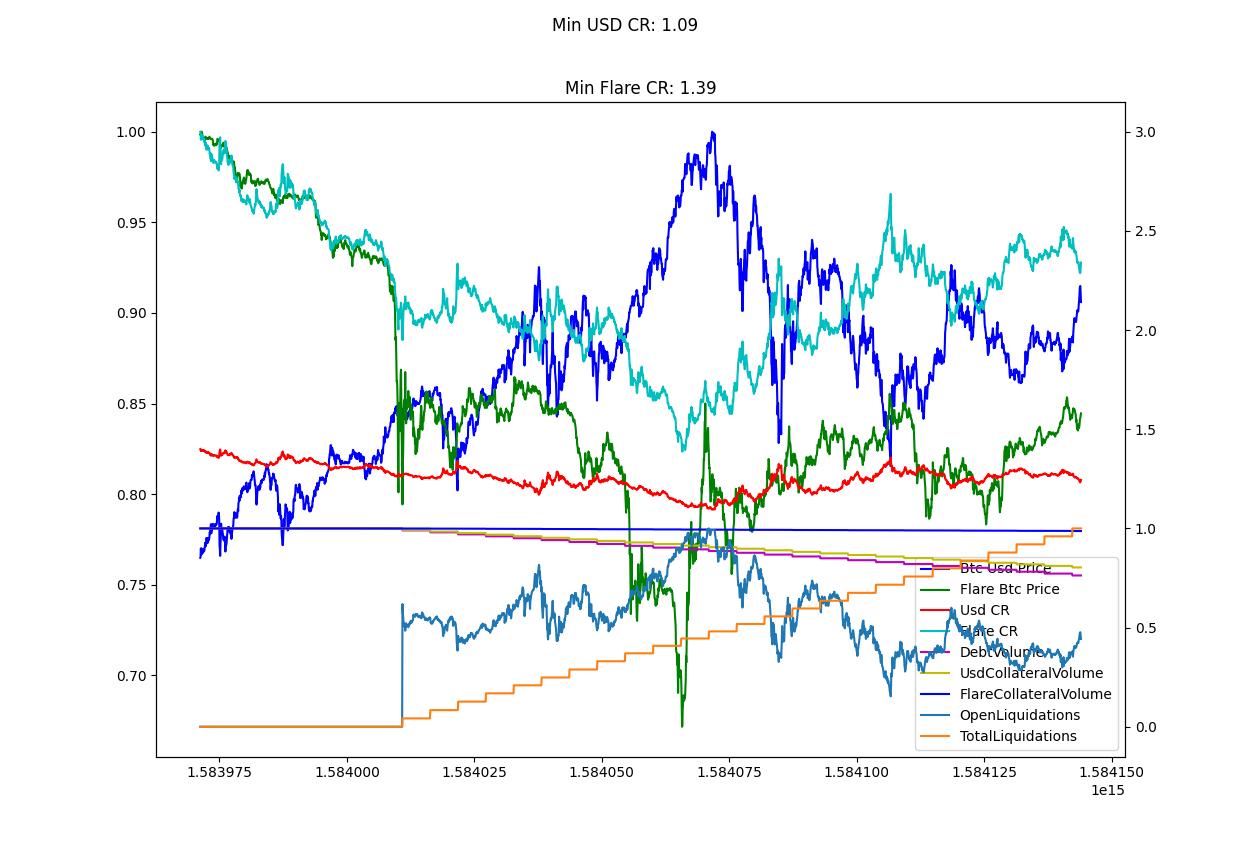 Min USD CR: 1.09
Min Flare CR: 1.39
1.00
0.95
0.90
0.85
0.80
0.75
0.70
3.0
2.5
2.0
1.5
1.0
0.5
0.0
Btc Usd Price
Flare Btc Price
Usd CR
Flare CR
DebtVolume
UsdCollateralVolume
FlareCollateralVolume
OpenLiquidations
TotalLiquidations
1.583975
1.584000
1.584025
1.584050
1.584075
1.584100
1.584125
1.584150
1e15